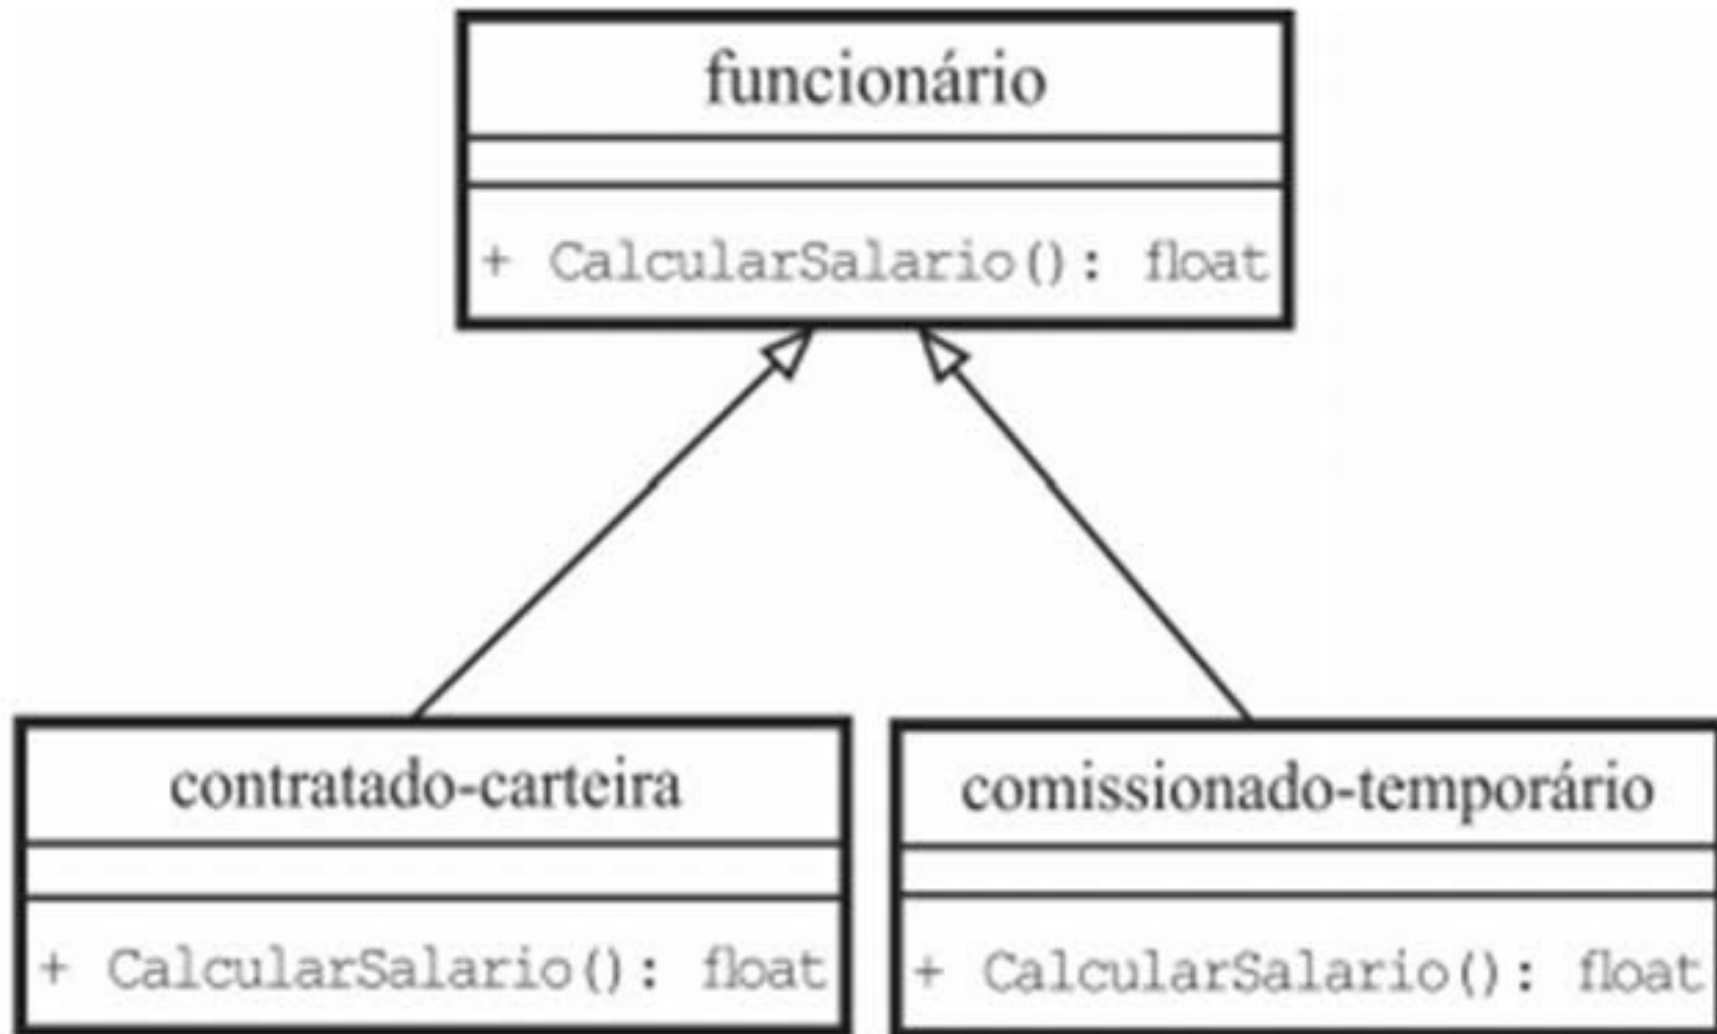 funcionário
+ CalcularSalario(): float
contratado-carteira
comissionado-temporário
+ CalcularSalario(): float
+ CalcularSalario(): float